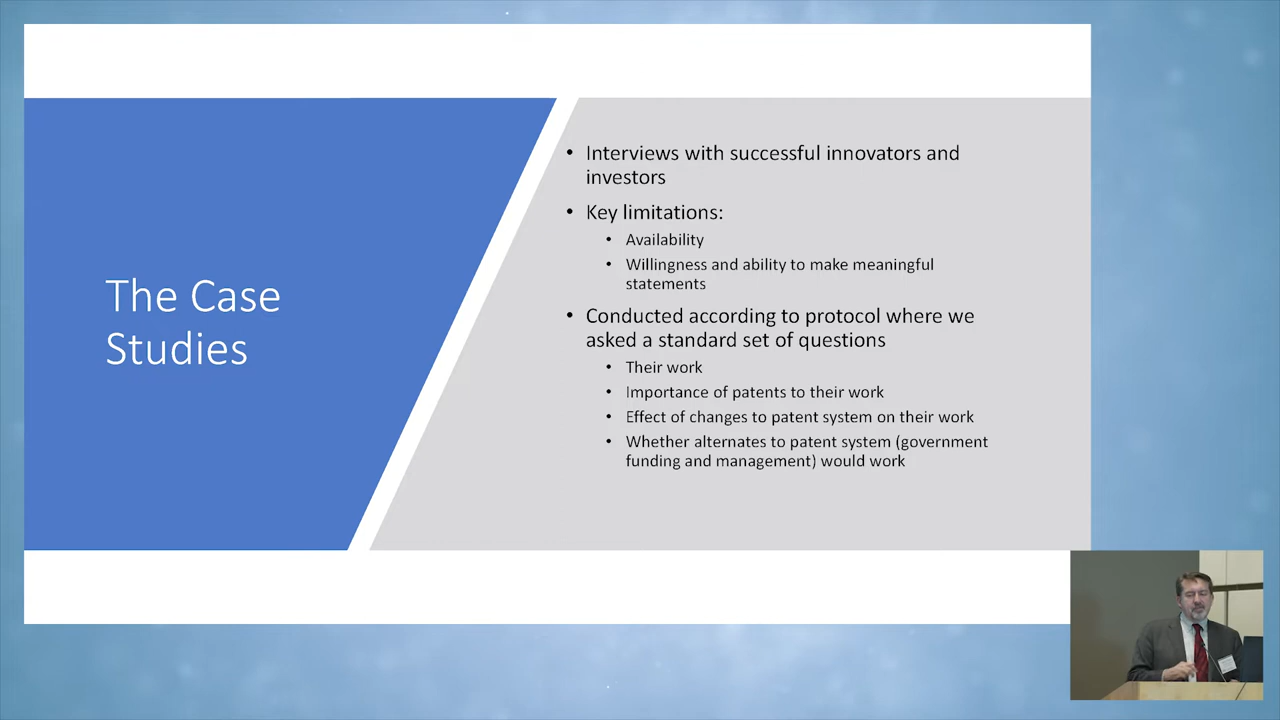 The Case
Studies
• Interviews with successful innovators and
investors
• Key limitations:
• Availability
• Willingness and ability to make meaningful
statements
• Conducted according to protocol where we
asked a standard set of questions
• Their work
• Importance of patents to their work
• Effect of changes to patent system on their work
• Whether alternates to patent system (government
funding and management) would work